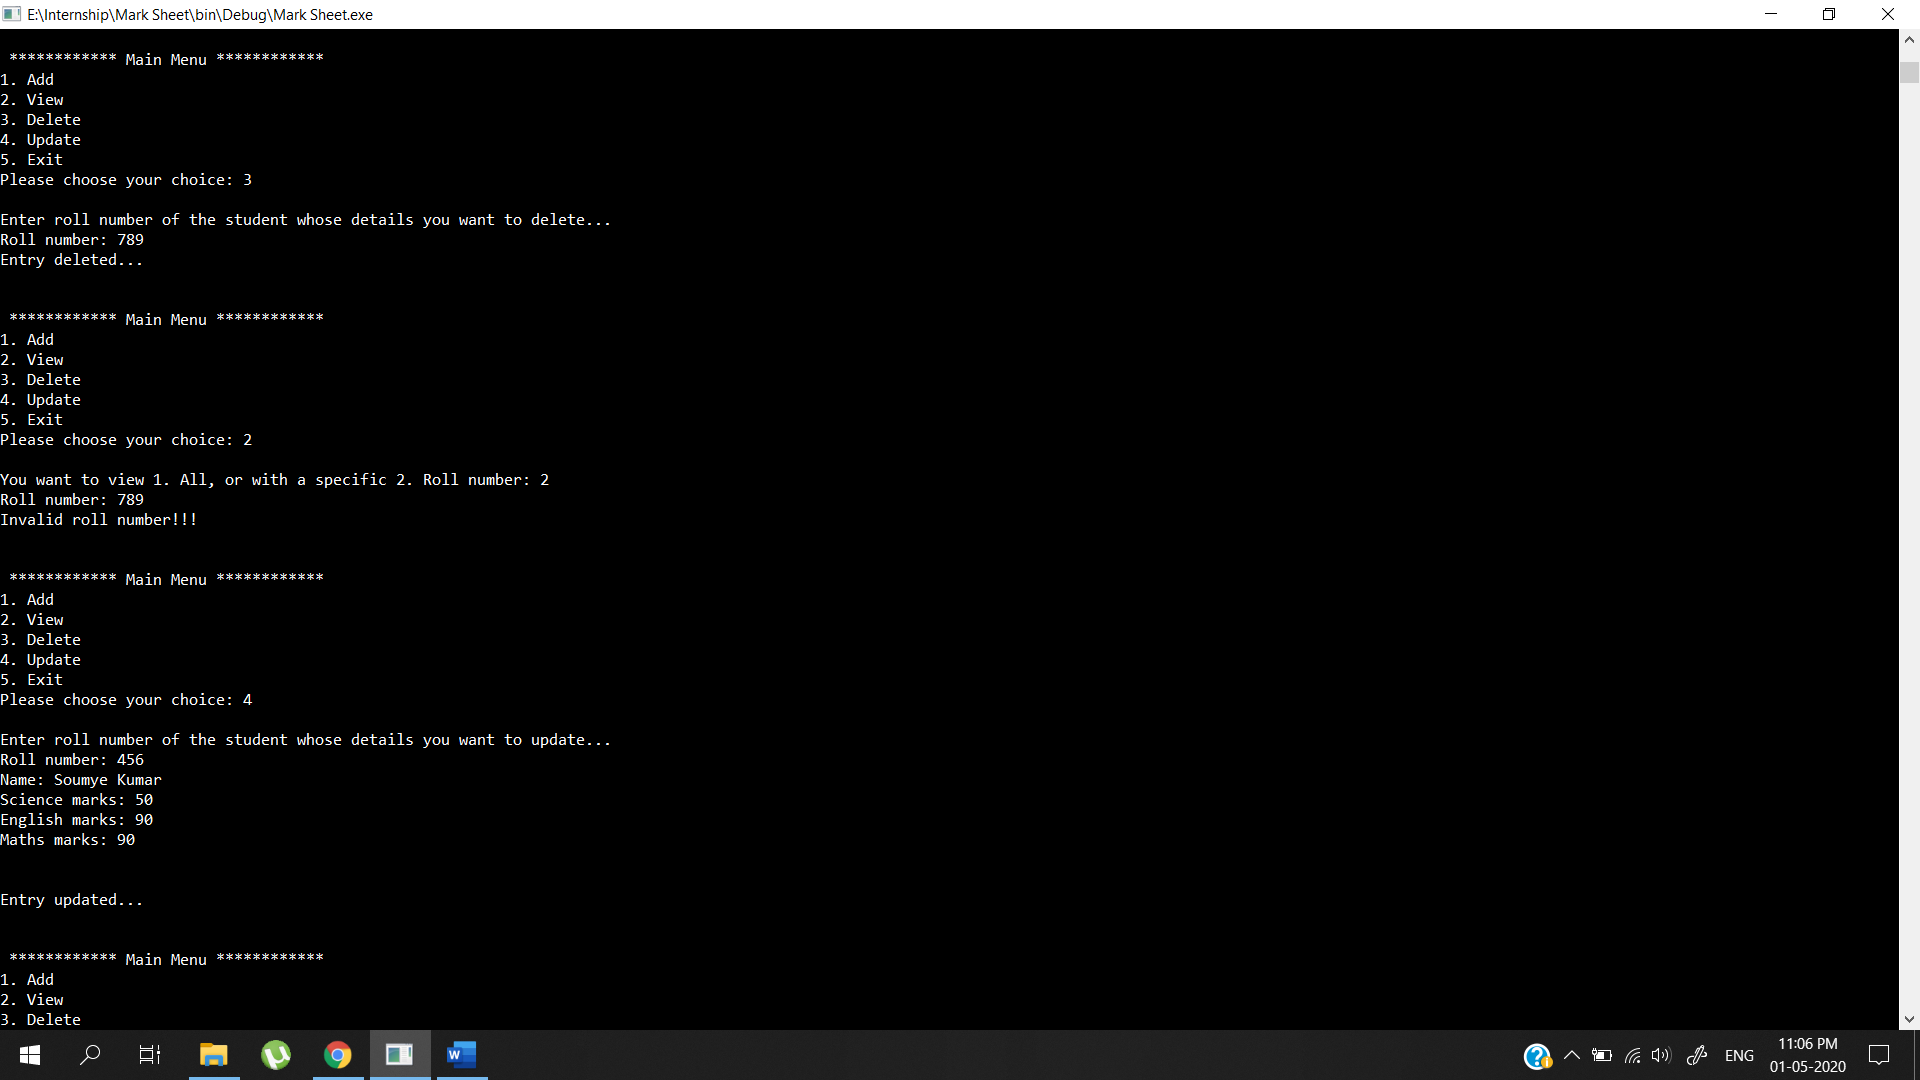 E:\Internship\Mark Sheet\bin\Debug\Mark Sheet.exe
************ Main Menu ************
1. Add
2. View
3. Delete
4. Update
5. Exit
Please choose your choice: 3
Enter roll number of the student whose details you want to delete...
Roll number: 789
Entry deleted...
************ Main Menu ************
1. Add
2. View
3. Delete
4. Update
5. Exit
Please choose your choice: 2
You want to view 1. All, or with a specific 2. Roll number: 2
Roll number: 789
Invalid roll number!!!
************ Main Menu ************
1. Add
2. View
3. Delete
4. Update
5. Exit
Please choose your choice: 4
Enter roll number of the student whose details you want to update...
Roll number: 456
Name: Soumye Kumar
Science marks: 50
English marks: 90
Maths marks: 90
Entry updated...
************ Main Menu ************
1. Add
2. View
3. Delete
ENG
11:06 PM
01-05-2020